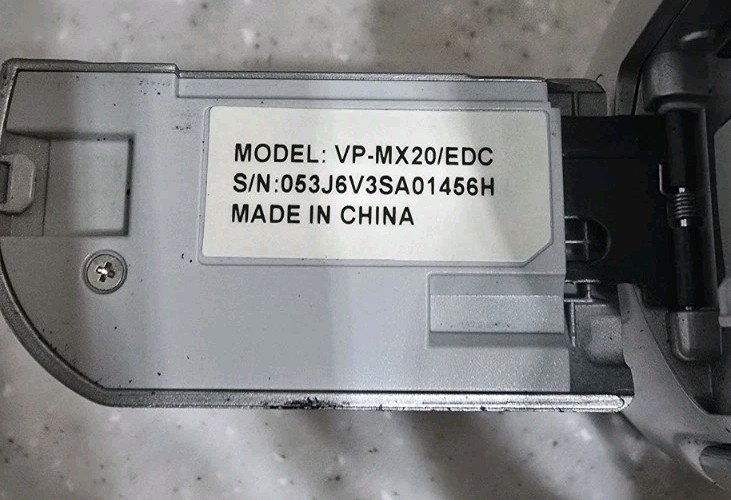 MODEL: VP-MX20/EDC
S/N:053J6V3SA01456H
MADE IN CHINA